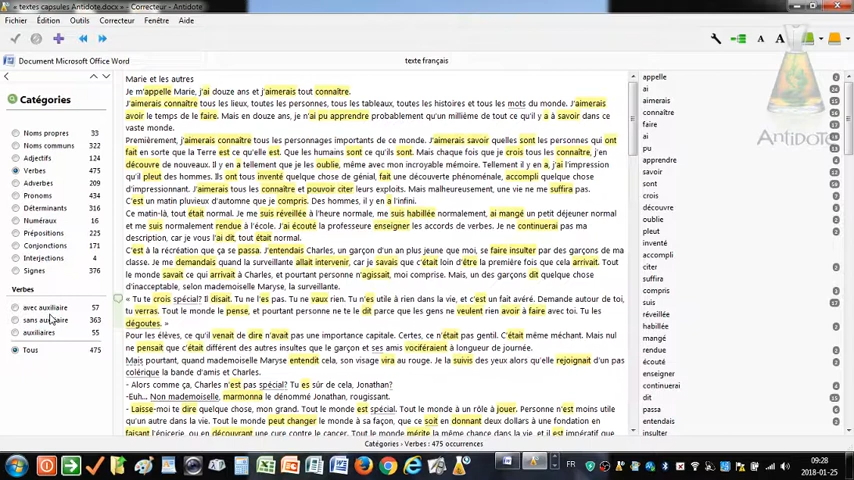 « textes capsules Antidote.docx » - Correcteur - Antidote
Fichier Édition Outils Correcteur Fenêtre Aide
Document Microsoft Office Word
texte français
Catégories
Noms propres 33
Noms communs 322
Adjectifs 124
Verbes 475
Adverbes 209
Pronoms 434
Déterminants 316
Numéraux 16
Prépositions 225
Conjonctions 171
Interjections 4
Signes 376
Verbes
avec auxiliaire 57
sans auxiliaire 363
auxiliaires 55
Tous 475
Marie et les autres
Je m'appelle Marie, j'ai douze ans et j'aimerais tout connaître.
J'aimerais connaître tous les lieux, toutes les personnes, tous les tableaux, toutes les histoires et tous les mots du monde. J'aimerais
avoir le temps de le faire. Mais en douze ans, je n'ai pu apprendre probablement qu'un millième de tout ce qu'il y a à savoir dans ce
vaste monde.
Premièrement, j'aimerais connaître tous les personnages importants de ce monde. J'aimerais savoir quelles sont les personnes qui ont
fait en sorte que la Terre est ce qu'elle est. Que les humains sont ce qu'ils sont. Mais chaque fois que je crois tous les connaître, j'en
découvre de nouveaux. Il y en a tellement que je les oublie, même avec mon incroyable mémoire. Tellement il y en a, j'ai l'impression
qu'il pleut des hommes. Ils ont tous inventé quelque chose de génial, fait une découverte phénoménale, accompli quelque chose
d'impressionnant. J'aimerais tous les connaître et pouvoir citer leurs exploits. Mais malheureusement, une vie ne me suffira pas.
C'est un matin pluvieux d'automne que je comprends. Des hommes, il y en a l'infini.
Ce matin-là, tout était normal. Je me suis réveillée à l'heure normale, me suis habillée normalement, ai mangé un petit déjeuner normal
et me suis normalement rendue à l'école. J'ai écouté la professeure enseigner les accords de verbes. Je ne continuerai pas ma
description, car je vous l'ai dit, tout était normal.
C'est à la récréation que ça se passa. J'entendais Charles, un garçon d'un an plus jeune que moi, se faire insulter par des garçons de ma
classe. Je me demandais quand la surveillante allait intervenir, car je savais que c'était loin d'être la première fois que cela arrivait. Tout
le monde savait ce qui arrivait à Charles, et pourtant personne n'agissait, moi comprise. Mais, un des garçons dit quelque chose
d'inacceptable, juste au moment où mademoiselle Maryse, la surveillante.
« Tu te crois spécial? Il disait. Tu ne l'es pas. Tu ne vaux rien. Tu n'es utile à rien dans la vie, et c'est un fait avéré. Demande autour de toi,
tu verras. Tout le monde le pense, et pourtant personne ne te le dit parce que les gens ne veulent rien avoir à faire avec toi. Tu les
dégoutes. »
Pour les élèves, ce qu'il venait de dire n'avait pas une importance capitale. Certes, ce n'était pas gentil. C'était même méchant. Mais nul
ne pensait que c'était différent des autres insultes que le garçon et ses amis vociféraient à longueur de journée.
Mais pourtant, quand mademoiselle Maryse entendit cela, son visage vira au rouge. Je la suivis des yeux alors qu'elle rejoignait d'un pas
colérique la bande d'amis et Charles.
- Alors comme ça, Charles n'est pas spécial? Tu es sûr de cela, Jonathan?
-Euh... Non mademoiselle, marmonna le dénommé Jonathan, rougissant.
- Laisse-moi te dire quelque chose, mon grand. Tout le monde est spécial. Tout le monde a un rôle à jouer. Personne n'est moins utile
qu'un autre dans la vie. Tout le monde peut changer le monde à sa façon, que ce soit en donnant deux dollars à une fondation en
faisant l'épicerie, ou en découvrant une cure contre le cancer. Tout le monde mérite la même chance dans la vie, et il est impératif que
appelle 2
ai
aimerais
connaître
faire
ai
pu
apprendre
savoir
sont
crois
découvre
oublie
pleut
inventé
accompli
citer
suffira
comprends
suis
réveillée
habillée
mangé
rendue
écouté
enseigner
continuerai
dit
passa
entendais
insulter
Antidote
Catégories › Verbes : 475 occurrences
FR
09:28
2018-01-25